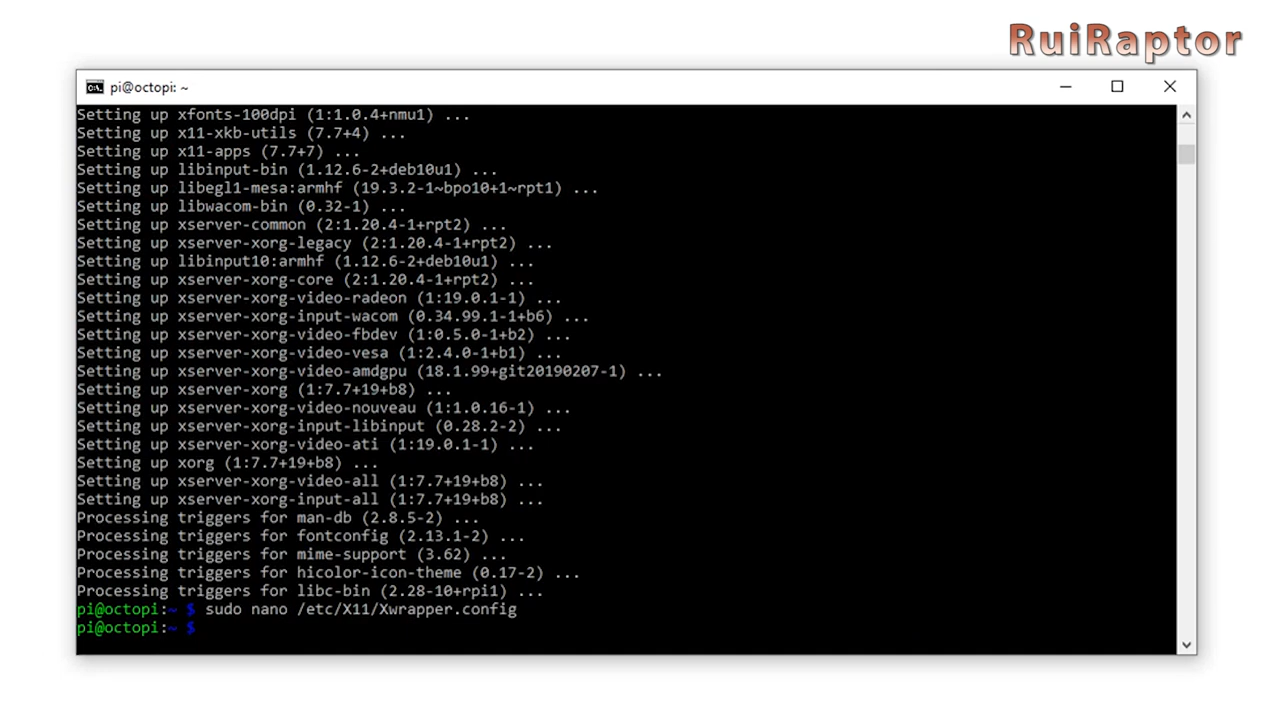 RuiRaptor
pi@octopi: ~
Setting up xfonts-100dpi (1:1.0.4+nmu1) ...
Setting up x11-xkb-utils (7.7+4) ...
Setting up x11-apps (7.7+7) ...
Setting up libinput-bin (1.12.6-2+deb10u1) ...
Setting up libegl1-mesa:armhf (19.3.2-1~bpo10+1~rpt1) ...
Setting up libwacom-bin (0.32-1) ...
Setting up xserver-common (2:1.20.4-1+rpt2) ...
Setting up xserver-xorg-legacy (2:1.20.4-1+rpt2) ...
Setting up libinput10:armhf (1.12.6-2+deb10u1) ...
Setting up xserver-xorg-core (2:1.20.4-1+rpt2) ...
Setting up xserver-xorg-video-radeon (1:19.0.1-1) ...
Setting up xserver-xorg-input-wacom (0.34.99.1-1+b6) ...
Setting up xserver-xorg-video-fbdev (1:0.5.0-1+b2) ...
Setting up xserver-xorg-video-vesa (1:2.4.0-1+b1) ...
Setting up xserver-xorg-video-amdgpu (18.1.99+git20190207-1) ...
Setting up xserver-xorg (1:7.7+19+b8) ...
Setting up xserver-xorg-video-nouveau (1:1.0.16-1) ...
Setting up xserver-xorg-input-libinput (0.28.2-2) ...
Setting up xserver-xorg-video-ati (1:19.0.1-1) ...
Setting up xorg (1:7.7+19+b8) ...
Setting up xserver-xorg-video-all (1:7.7+19+b8) ...
Setting up xserver-xorg-input-all (1:7.7+19+b8) ...
Processing triggers for man-db (2.8.5-2) ...
Processing triggers for fontconfig (2.13.1-2) ...
Processing triggers for mime-support (3.62) ...
Processing triggers for hicolor-icon-theme (0.17-2) ...
Processing triggers for libc-bin (2.28-10+rpi1) ...
pi@octopi:~ $ sudo nano /etc/X11/Xwrapper.config
pi@octopi:~ $